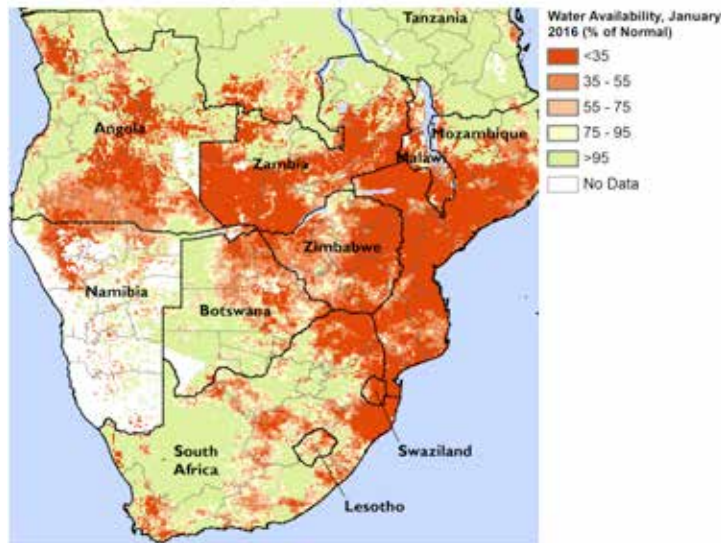 Tanzania
Water Availability, January
2016 (% of Normal)
<35
35 - 55
55 - 75
75 - 95
>95
No Data
Angola
Zambia
Malawi
Mozambique
Zimbabwe
Namibia
Botswana
South
Africa
Swaziland
Lesotho